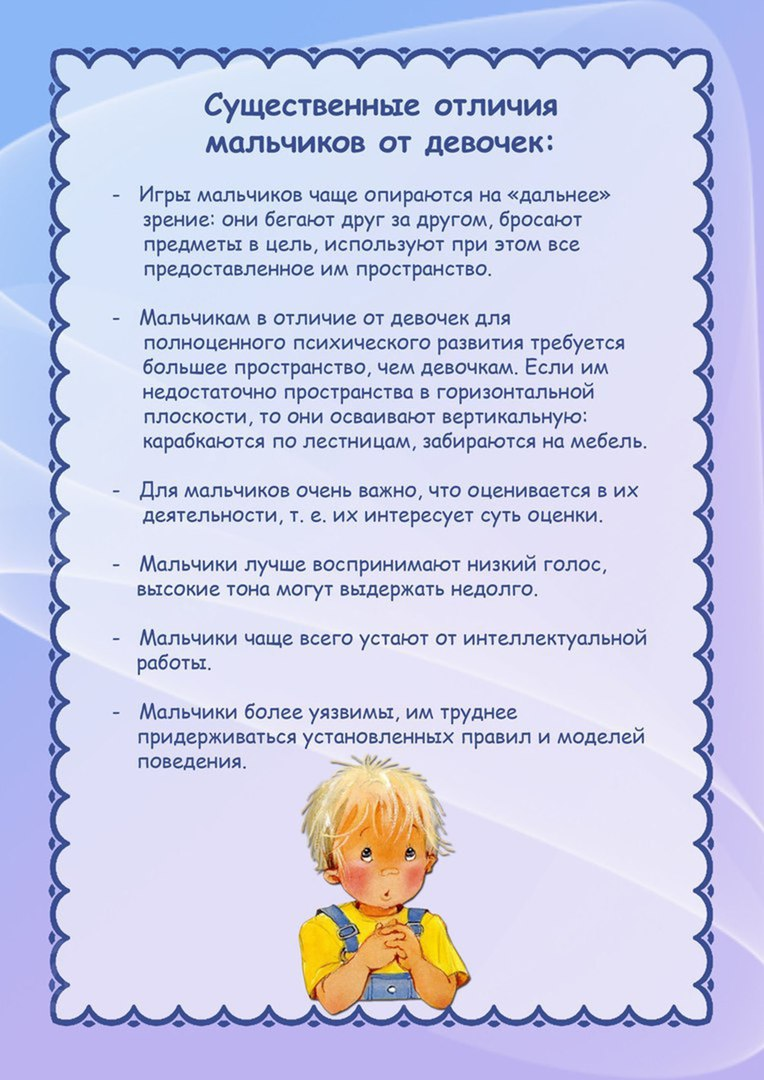 Существенные отличия
мальчиков от девочек:
- Игры мальчиков чаще опираются на «дальнее»
зрение: они бегают друг за другом, бросают
предметы в цель, используют при этом все
предоставленное им пространство.
- Мальчикам в отличие от девочек для
полноценного психического развития требуется
большее пространство, чем девочкам. Если им
недостаточно пространства в горизонтальной
плоскости, то они осваивают вертикальную:
карабкаются по лестницам, забираются на мебель.
- Для мальчиков очень важно, что оценивается в их
деятельности, т. е. их интересует суть оценки.
- Мальчики лучше воспринимают низкий голос,
высокие тона могут выдержать недолго.
- Мальчики чаще всего устают от интеллектуальной
работы.
- Мальчики более уязвимы, им труднее
придерживаться установленных правил и моделей
поведения.